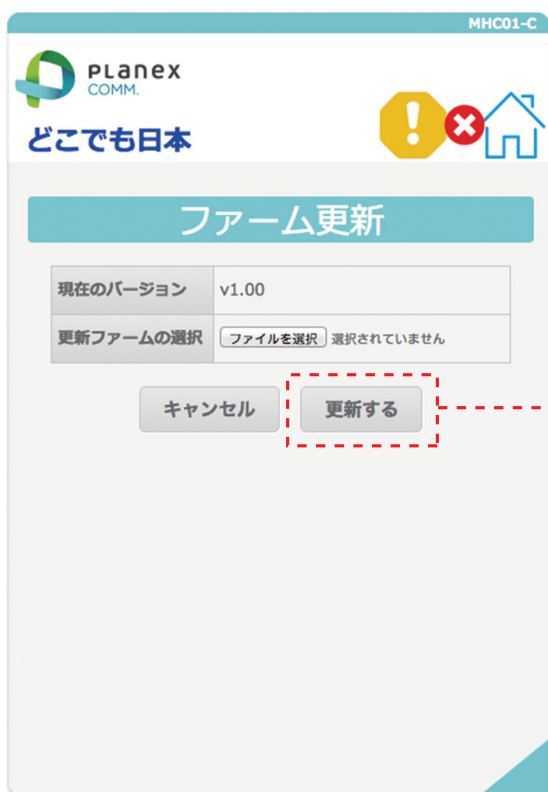 MHC01-C
PLanex
COMM.
どこでも日本
ファーム更新
現在のバージョン v1.00
更新ファームの選択 ファイルを選択 選択されていません
キャンセル 更新する